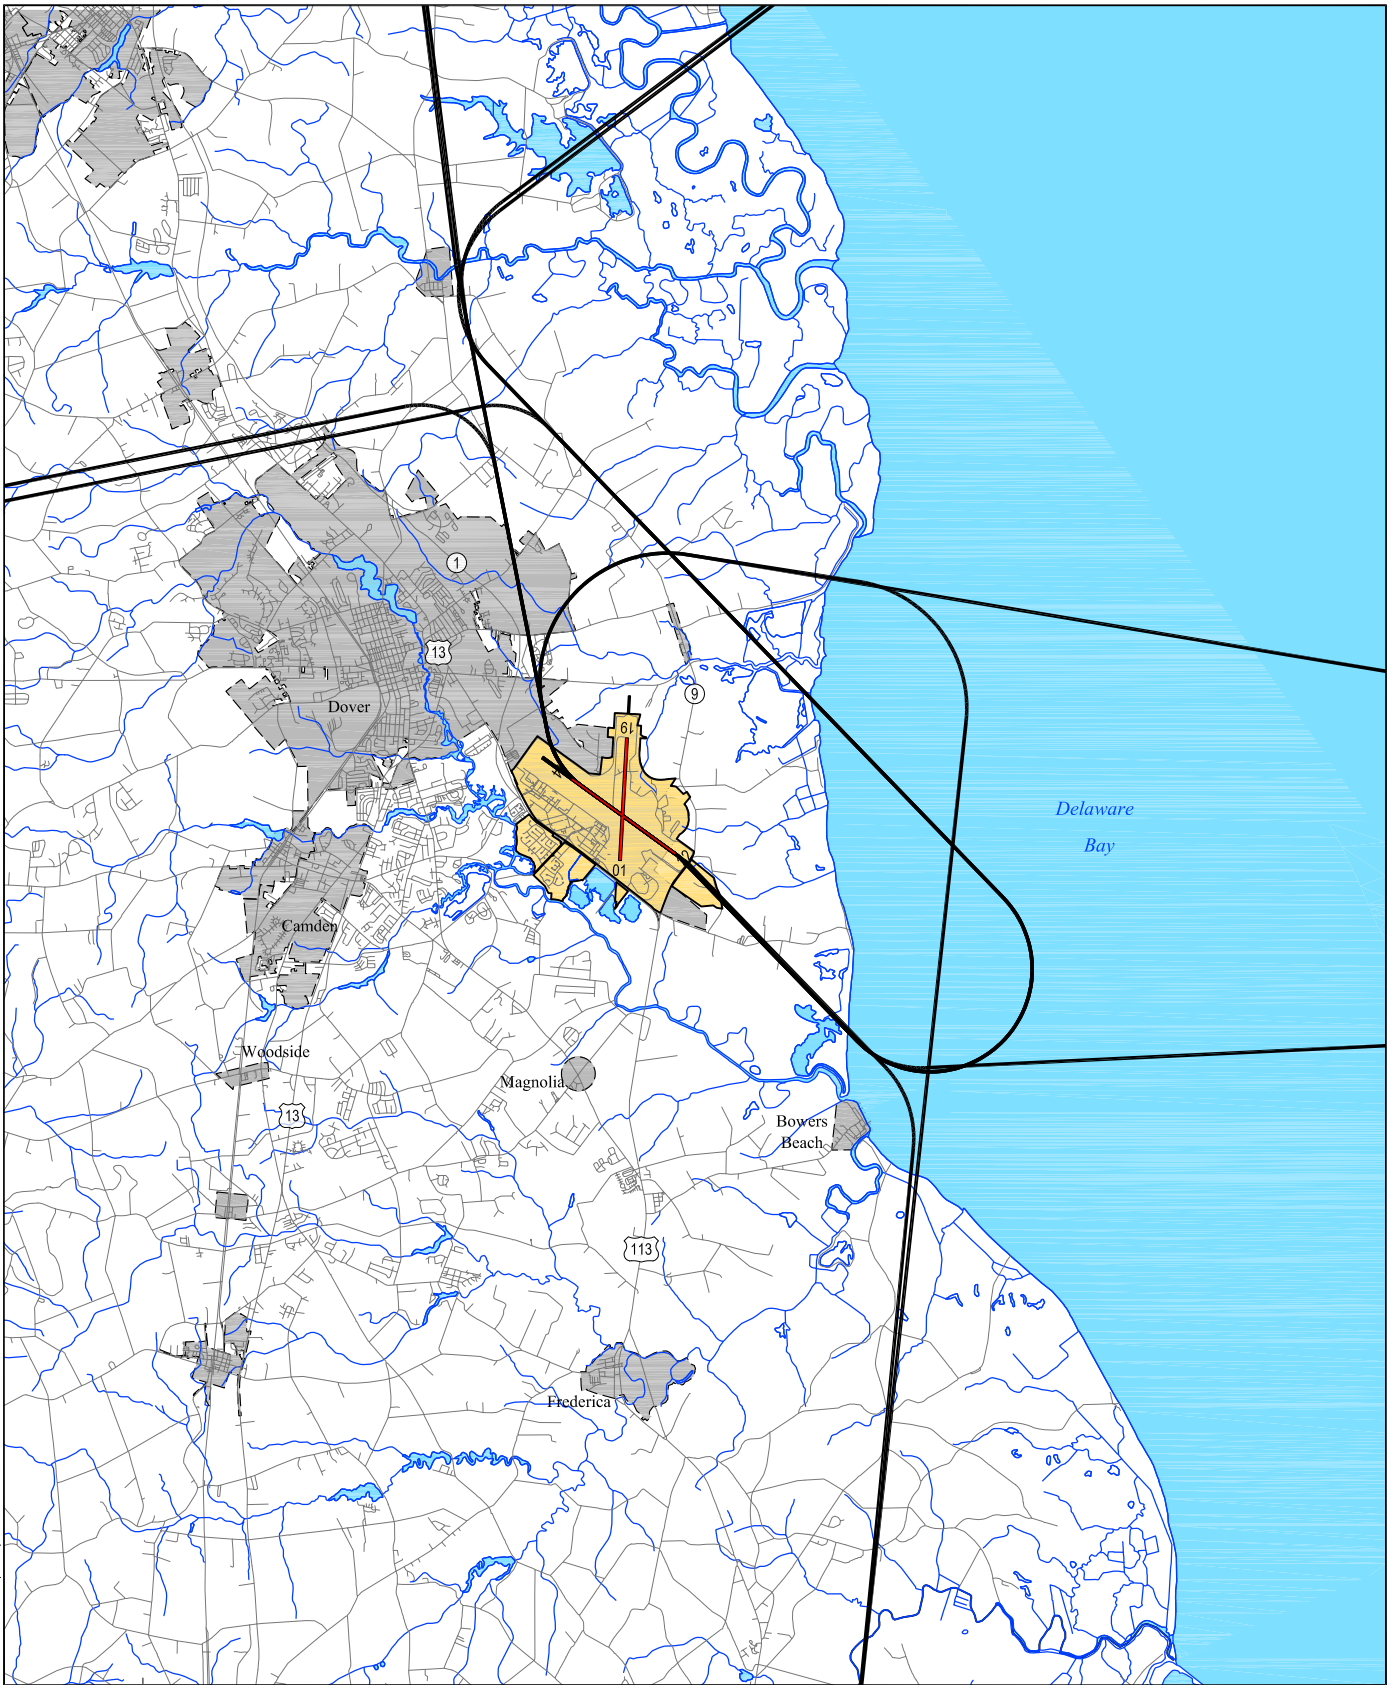 1
13
9
Dover
19
Delaware
Bay
01
Camden
Woodside
Magnolia
13
Bowers
Beach
113
Frederica